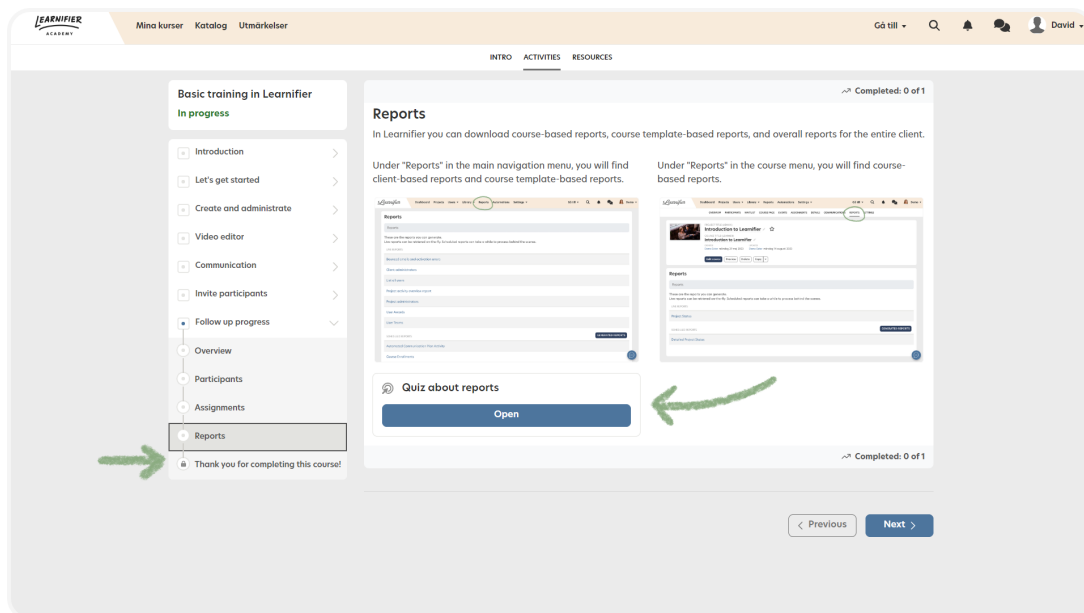 LEARNIFIER
ACADEMY
Mina kurser Katalog Utmärkelser
Gå till
David
INTRO ACTIVITIES RESOURCES
Basic training in Learnifier
In progress
Introduction
Let's get started
Create and administrate
Video editor
Communication
Invite participants
Follow up progress
Overview
Participants
Assignments
Reports
Thank you for completing this course!
Completed: 0 of 1
Reports
In Learnifier you can download course-based reports, course template-based reports, and overall reports for the entire client.
Under "Reports" in the main navigation menu, you will find
client-based reports and course template-based reports.
Under "Reports" in the course menu, you will find course-
based reports.
Learnifier
Reports
Learnifier
Introduction to Learnifier
Introduction to Learnifier
Reports
Quiz about reports
Open
Completed: 0 of 1
Previous
Next